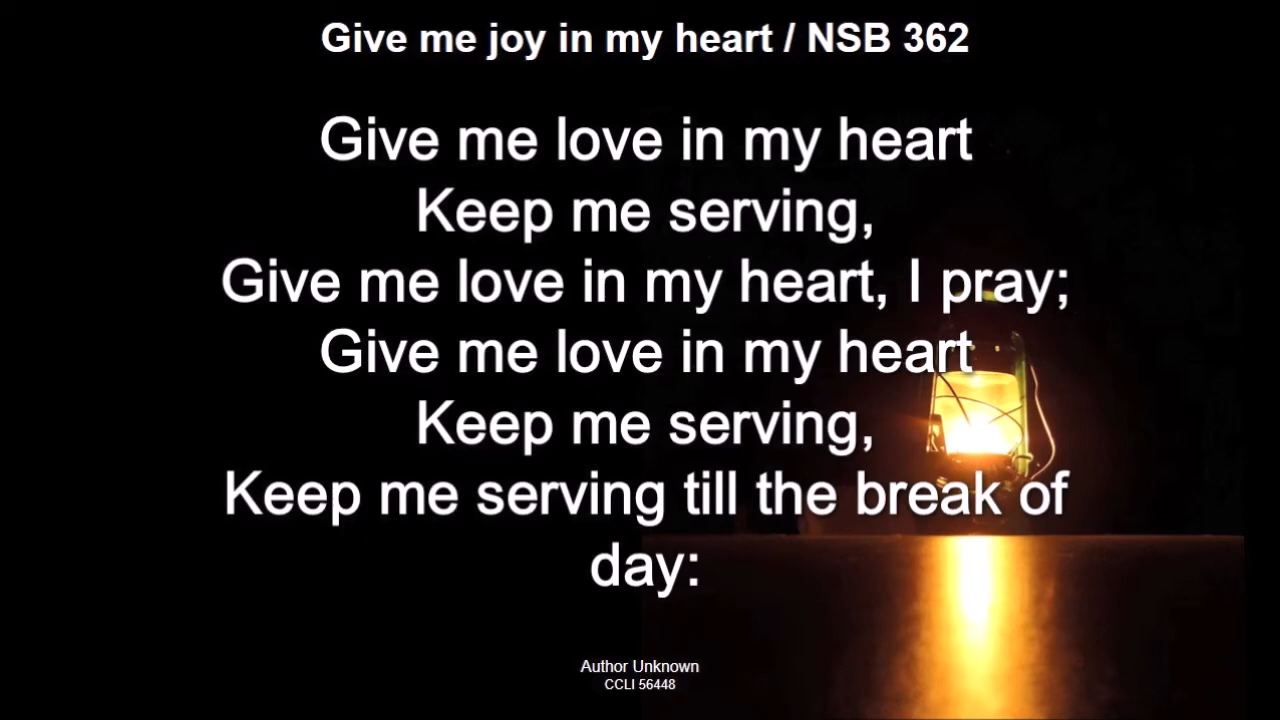 Give me joy in my heart / NSB 362
Give me love in my heart
Keep me serving,
Give me love in my heart, I pray;
Give me love in my heart
Keep me serving,
Keep me serving till the break of
day:
Author Unknown
CCLI 56448